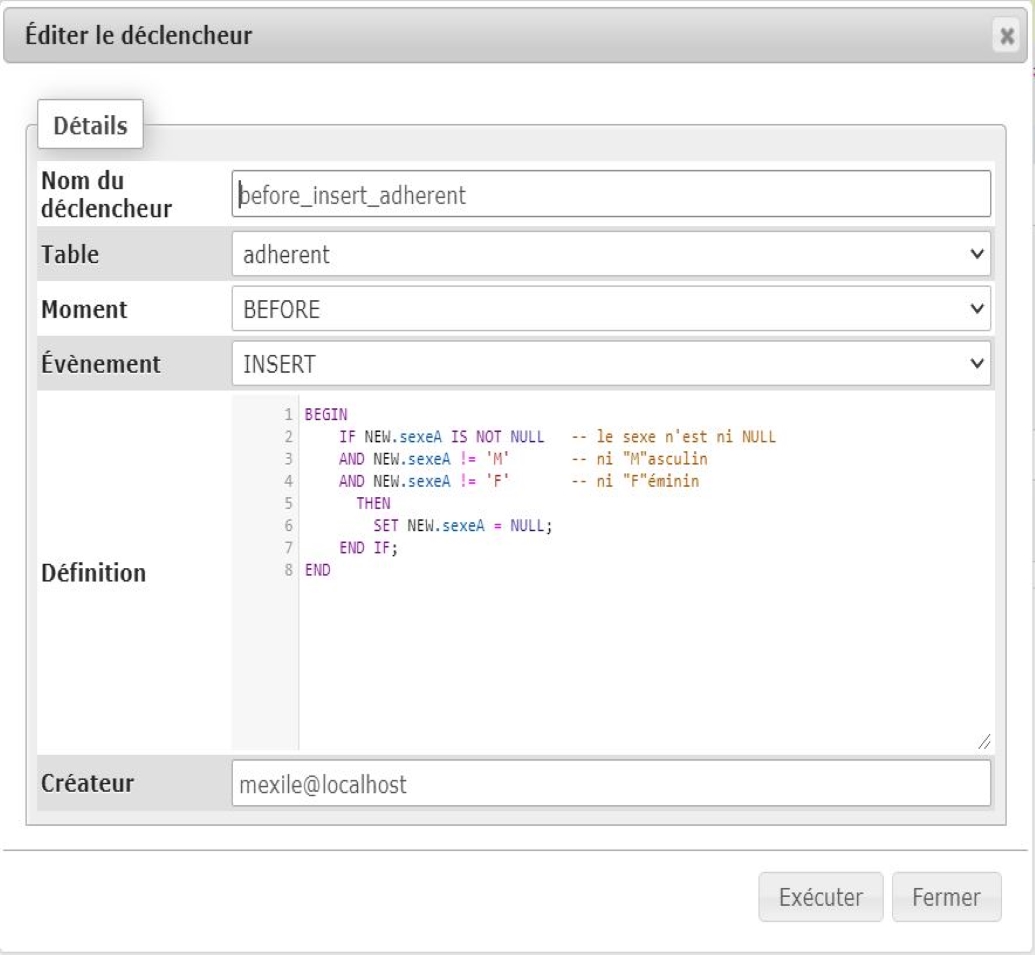 Éditer le déclencheur
Détails
Nom du
déclencheur
before_insert_adherent
Table
adherent
Moment
BEFORE
Évènement
INSERT
Définition
1 BEGIN
2 IF NEW.sexeA IS NOT NULL -- le sexe n'est ni NULL
3 AND NEW.sexeA != 'M' -- ni "M"asculin
4 AND NEW.sexeA != 'F' -- ni "F"éminin
5 THEN
6 SET NEW.sexeA = NULL;
7 END IF;
8 END
Créateur
mexile@localhost
Exécuter
Fermer